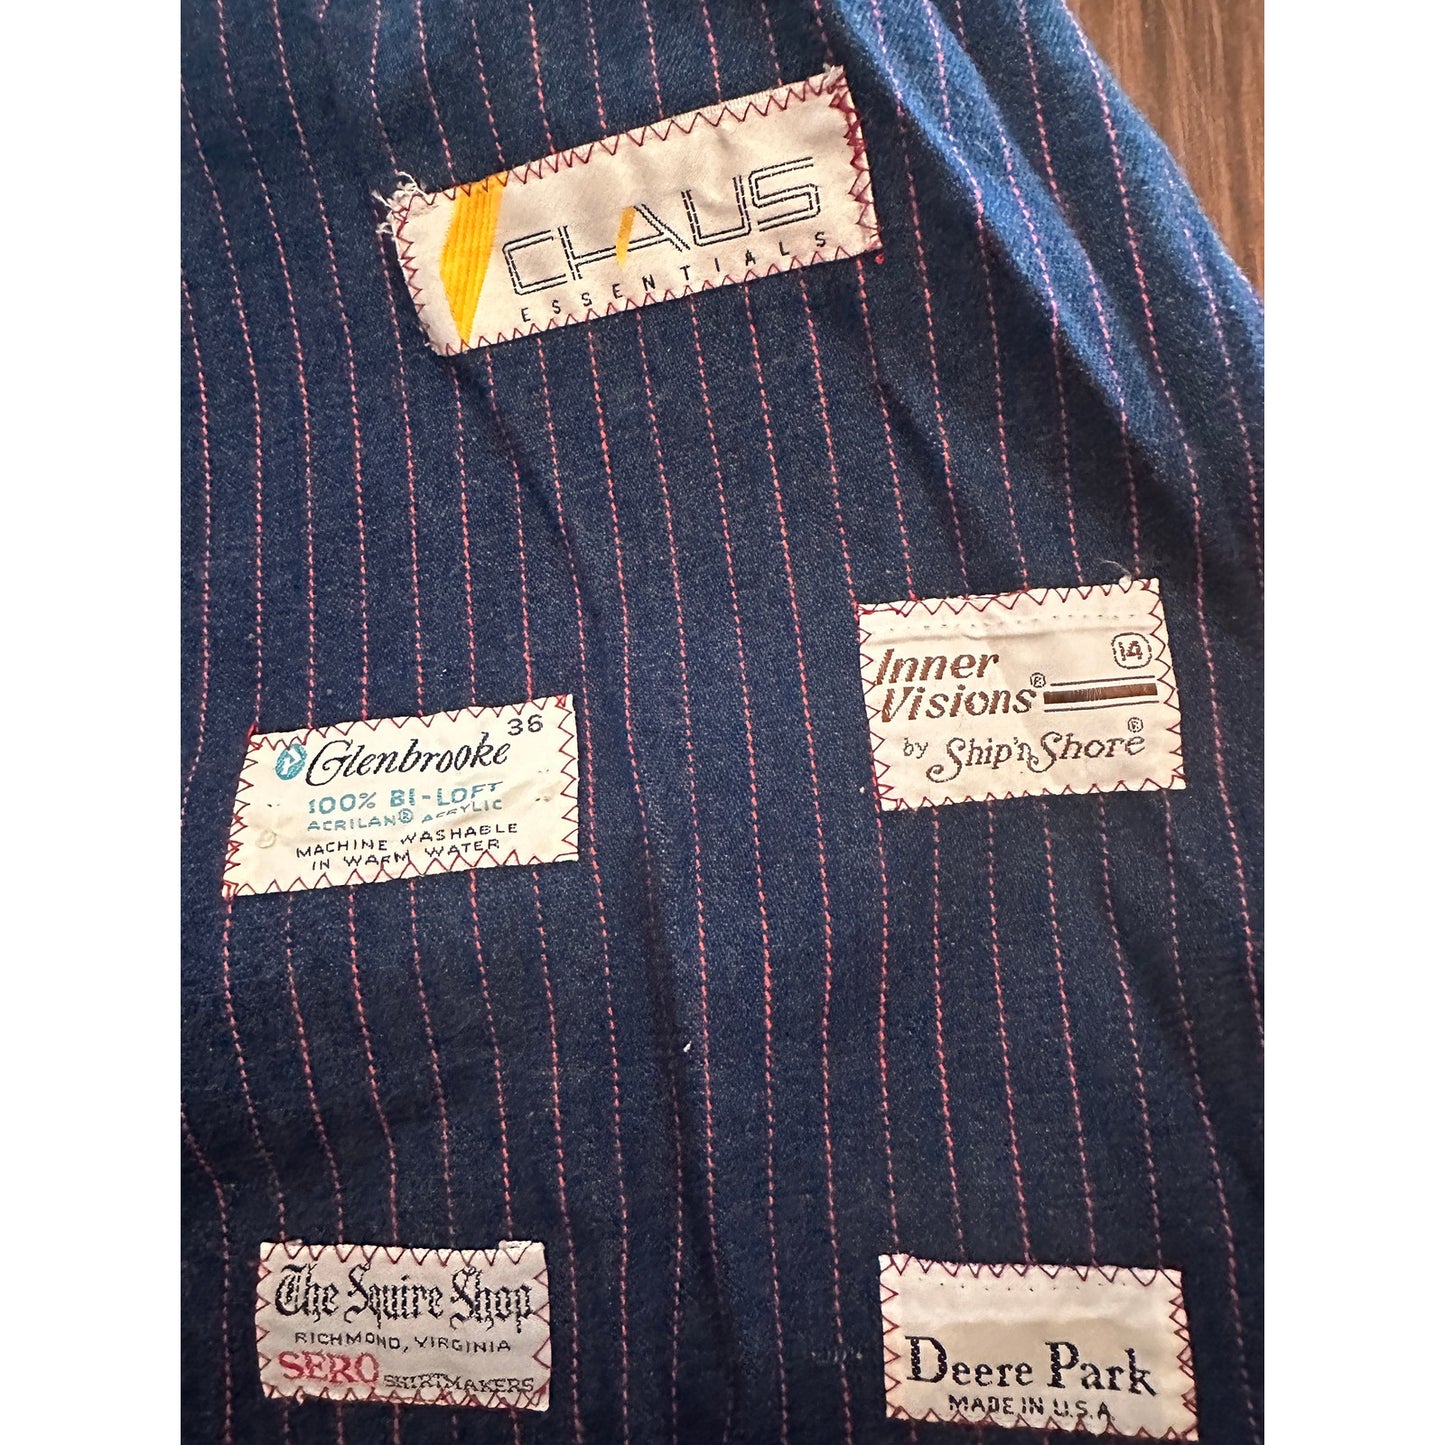 CHAUS
ESSENTIALS
Glenbrooke 36
100% BI-LOFT
ACRILAN® ACRYLIC
MACHINE WASHABLE
IN WARM WATER
Inner 14
Visions®
by Ship'n Shore®
The Squire Shop
RICHMOND, VIRGINIA
SERO SHIRTMAKERS
Deere Park
MADE IN U.S.A